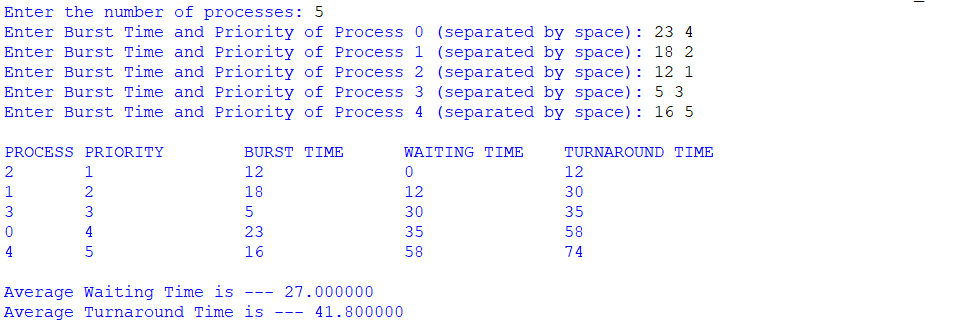 Enter the number of processes: 5
Enter Burst Time and Priority of Process 0 (separated by space): 23 4
Enter Burst Time and Priority of Process 1 (separated by space): 18 2
Enter Burst Time and Priority of Process 2 (separated by space): 12 1
Enter Burst Time and Priority of Process 3 (separated by space): 5 3
Enter Burst Time and Priority of Process 4 (separated by space): 16 5
PROCESS PRIORITY        BURST TIME      WAITING TIME    TURNAROUND TIME
2       1               12              0               12
1       2               18              12              30
3       3               5               30              35
0       4               23              35              58
4       5               16              58              74
Average Waiting Time is --- 27.000000
Average Turnaround Time is --- 41.800000